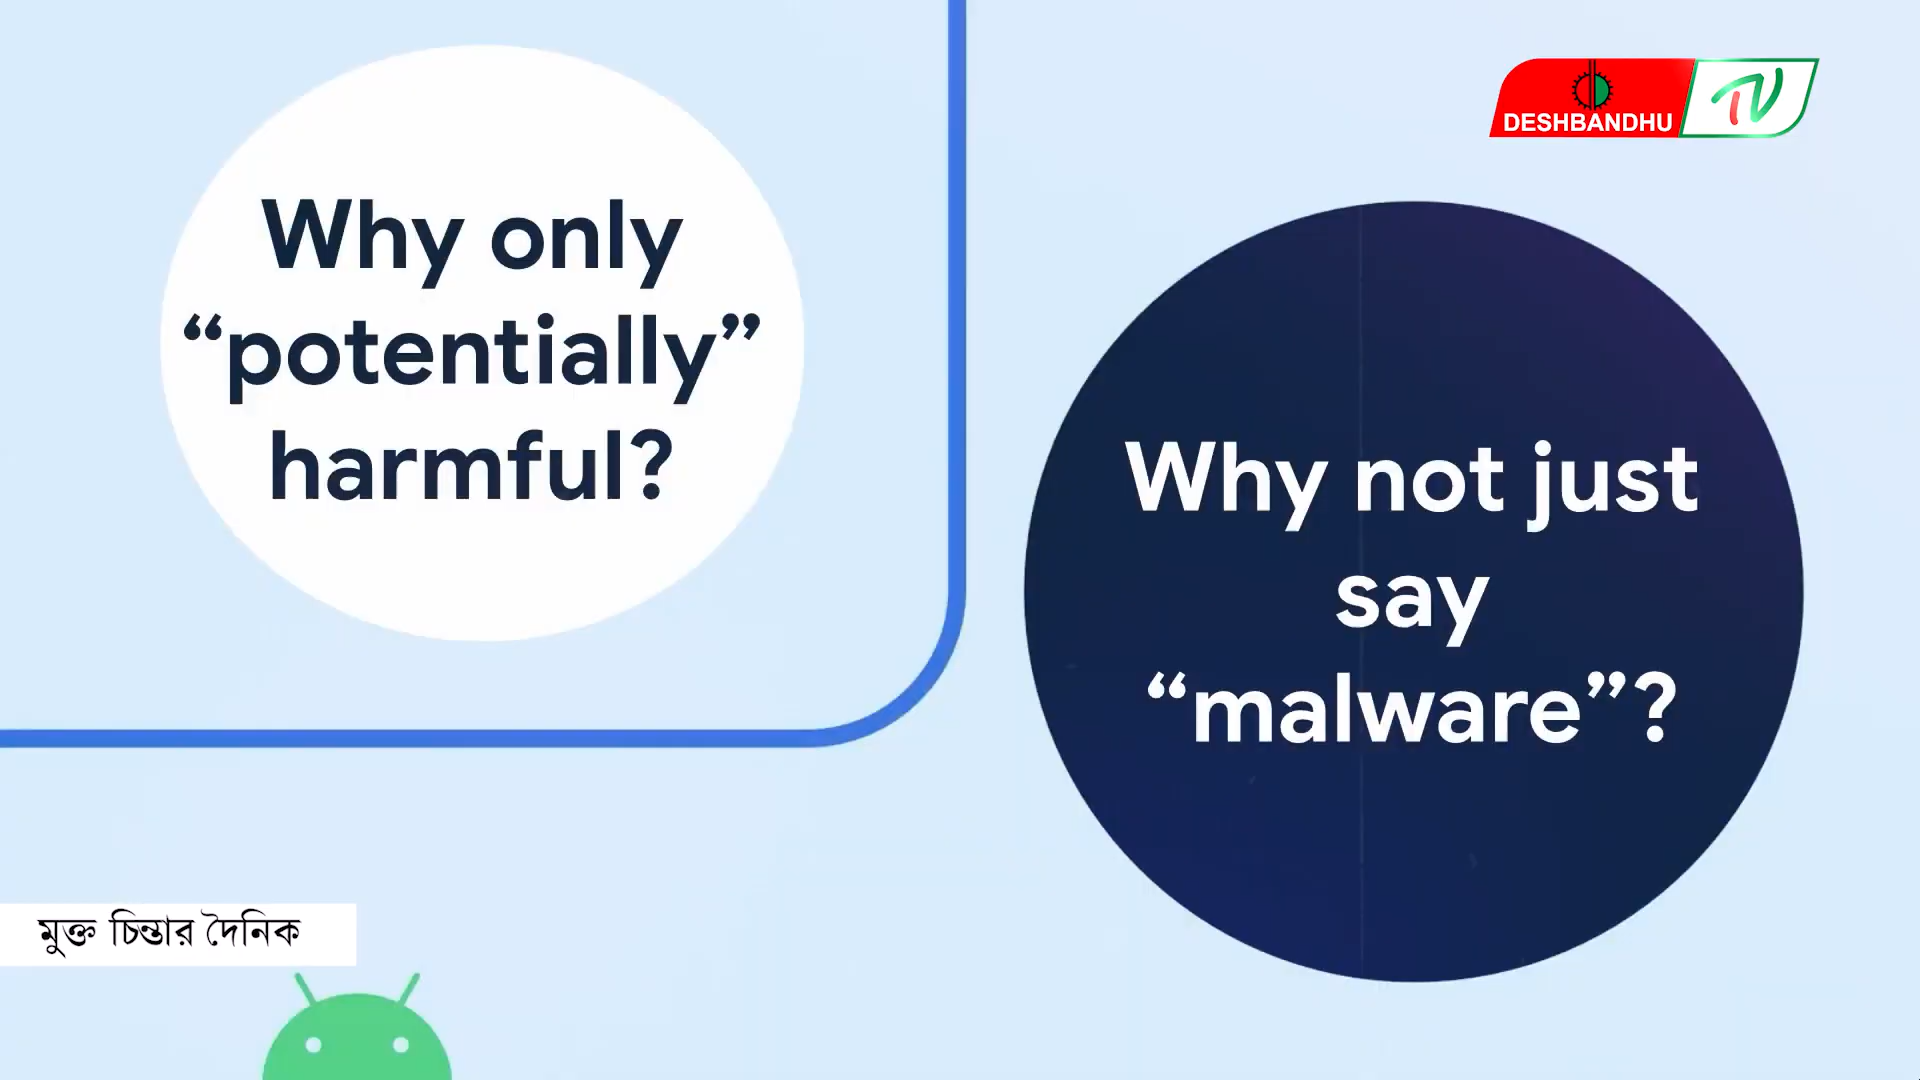 Why only
“potentially”
harmful?
DESHBANDHU TV
Why not just
say
“malware”?
মুক্ত চিন্তার দৈনিক